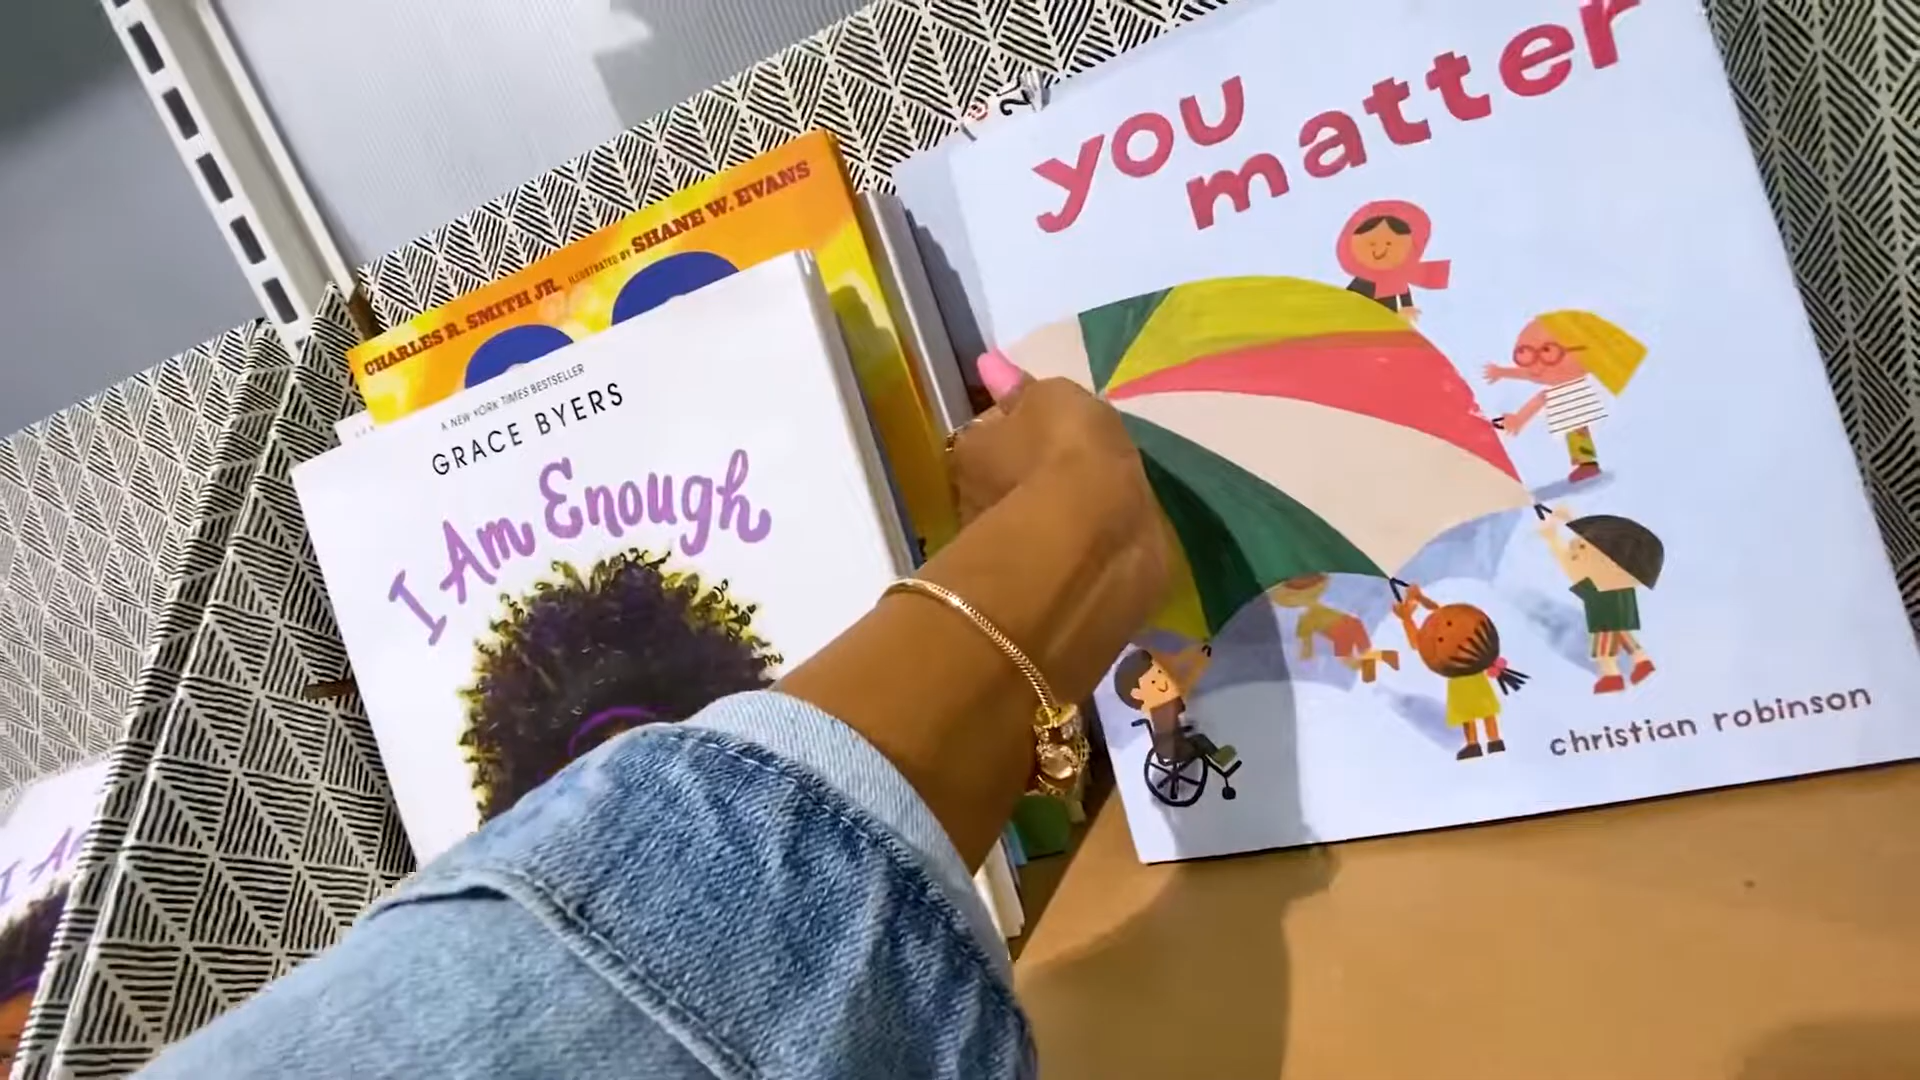 you
matter
christian robinson
CHARLES R. SMITH JR. ILLUSTRATED BY SHANE W. EVANS
A NEW YORK TIMES BESTSELLER
GRACE BYERS
I Am Enough
I A